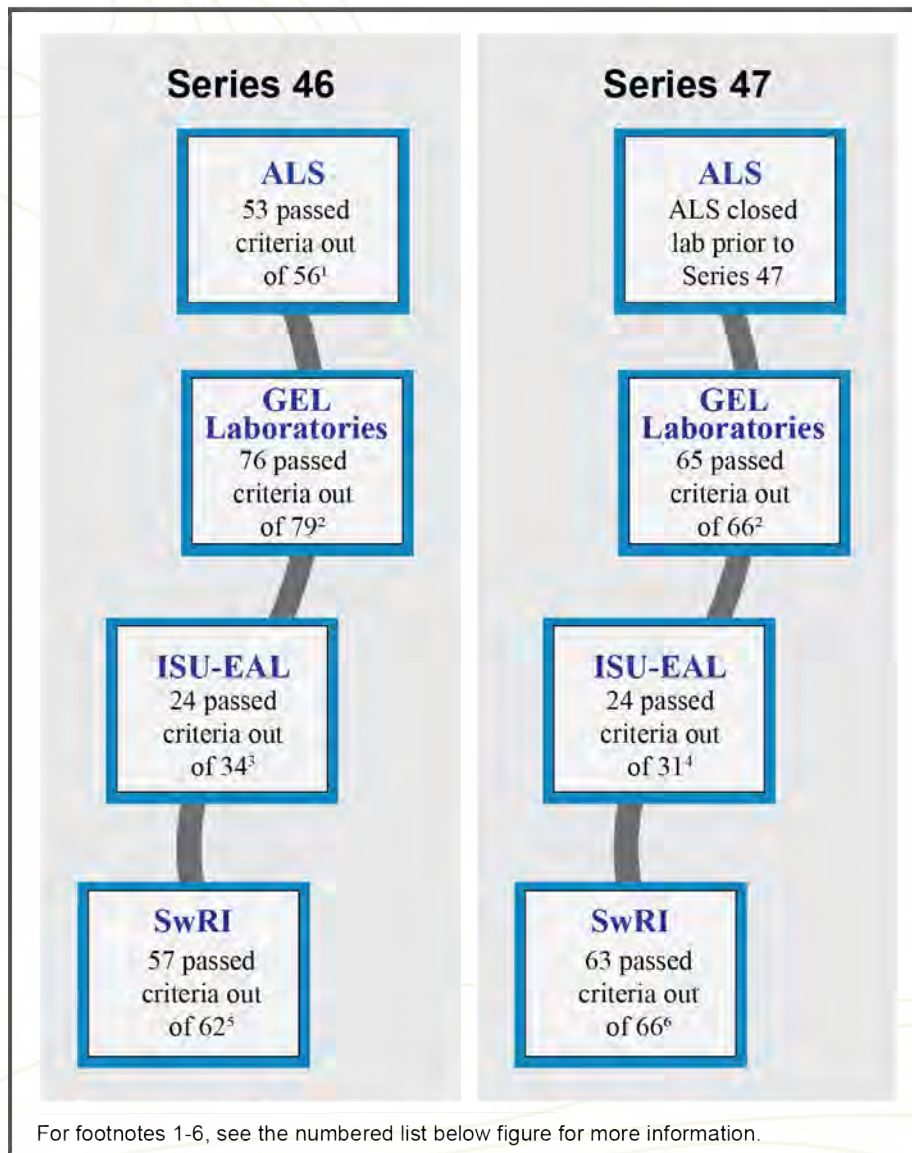 Series 46
ALS
53 passed
criteria out
of 56¹
GEL
Laboratories
76 passed
criteria out
of 79²
ISU-EAL
24 passed
criteria out
of 34³
SwRI
57 passed
criteria out
of 62⁵
Series 47
ALS
ALS closed
lab prior to
Series 47
GEL
Laboratories
65 passed
criteria out
of 66²
ISU-EAL
24 passed
criteria out
of 31⁴
SwRI
63 passed
criteria out
of 66⁶
For footnotes 1-6, see the numbered list below figure for more information.